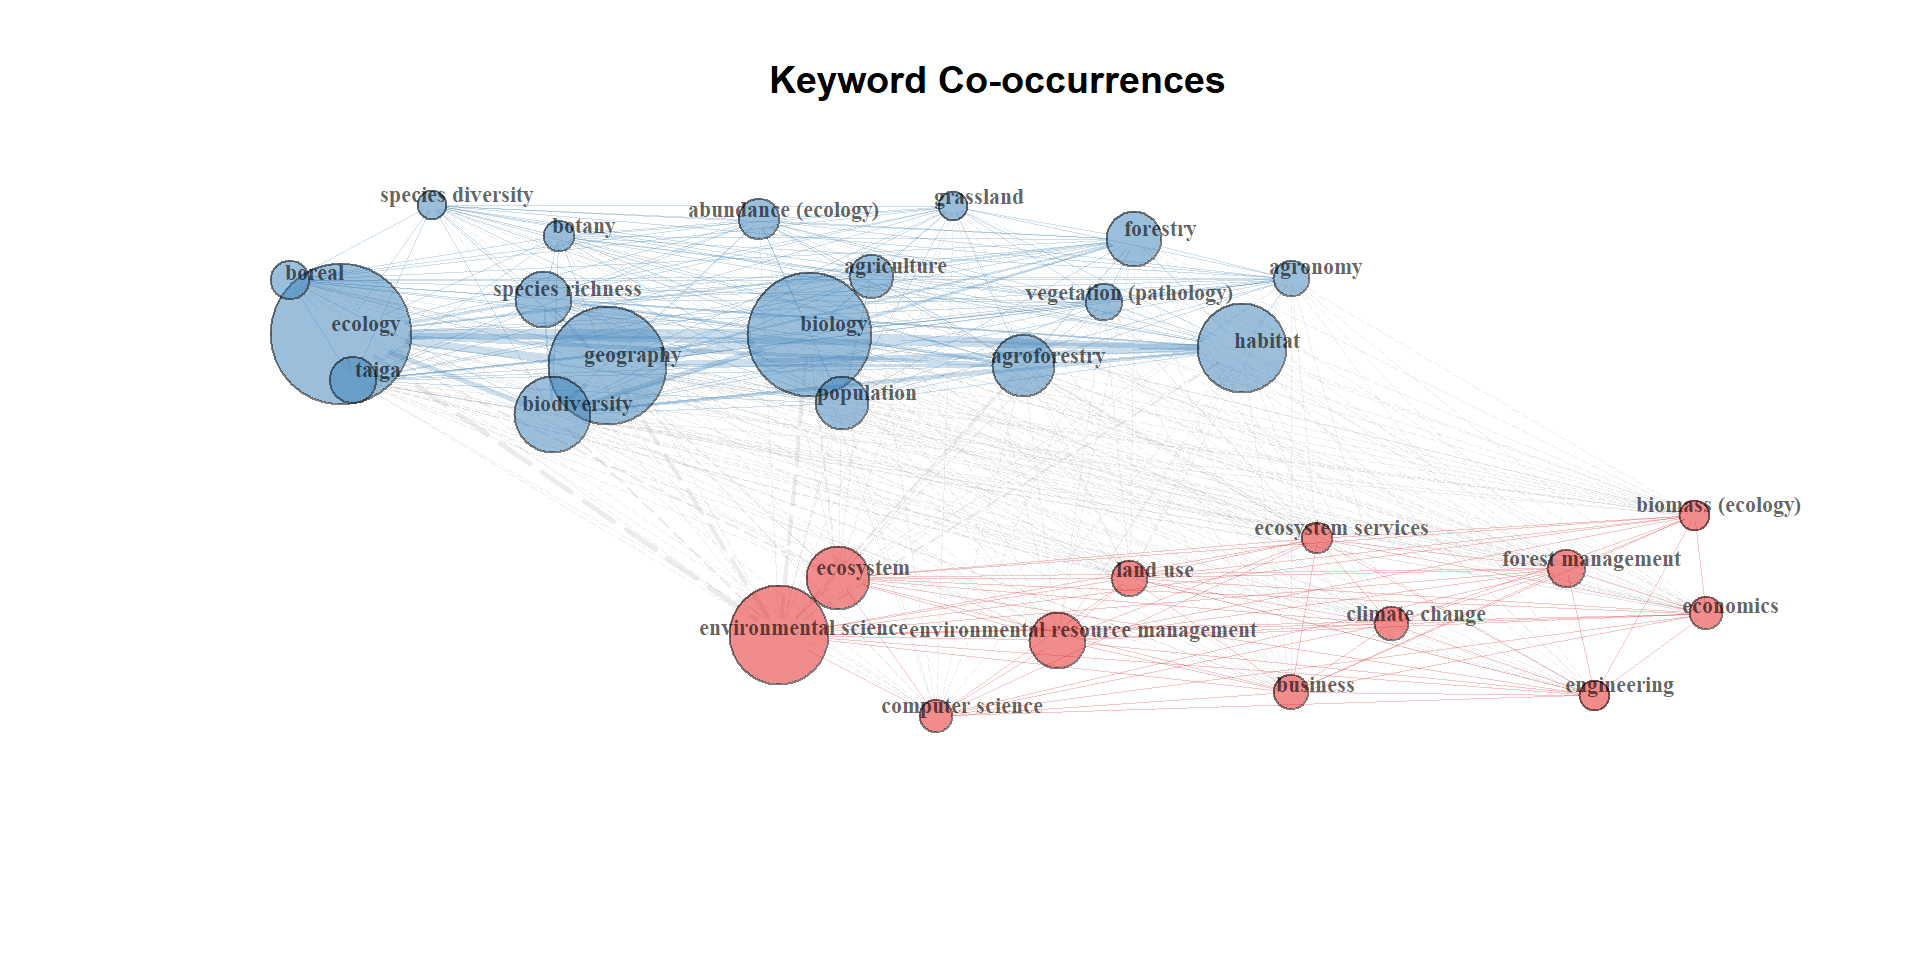 Keyword Co-occurrences
species diversity
grassland
abundance (ecology)
botany
forestry
agriculture
agronomy
boreal
species richness
vegetation (pathology)
ecology
biology
habitat
geography
agroforestry
taiga
population
biodiversity
biomass (ecology)
ecosystem services
forest management
ecosystem
land use
economics
climate change
environmental science
environmental resource management
business
engineering
computer science